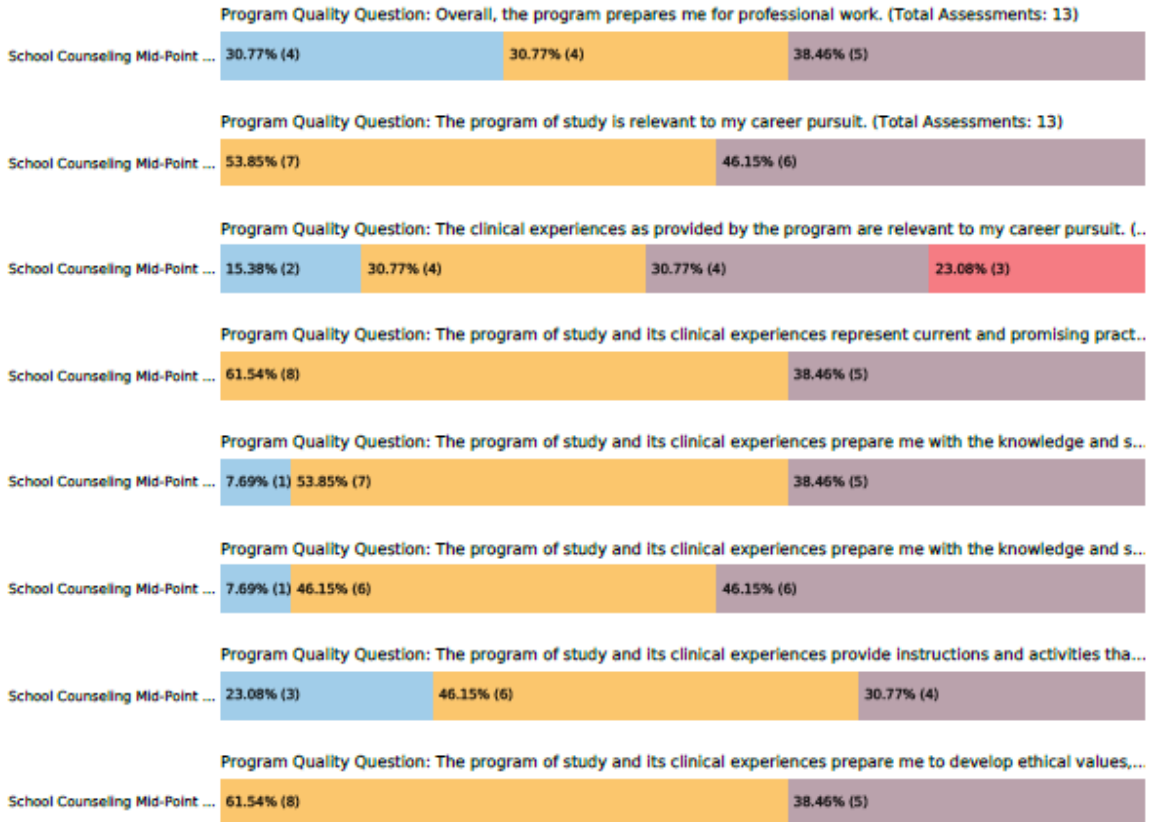 Program Quality Question: Overall, the program prepares me for professional work. (Total Assessments: 13)
School Counseling Mid-Point ... 30.77% (4) 30.77% (4) 38.46% (5)
Program Quality Question: The program of study is relevant to my career pursuit. (Total Assessments: 13)
School Counseling Mid-Point ... 53.85% (7) 46.15% (6)
Program Quality Question: The clinical experiences as provided by the program are relevant to my career pursuit. (..
School Counseling Mid-Point ... 15.38% (2) 30.77% (4) 30.77% (4) 23.08% (3)
Program Quality Question: The program of study and its clinical experiences represent current and promising pract..
School Counseling Mid-Point ... 61.54% (8) 38.46% (5)
Program Quality Question: The program of study and its clinical experiences prepare me with the knowledge and s...
School Counseling Mid-Point ... 7.69% (1) 53.85% (7) 38.46% (5)
Program Quality Question: The program of study and its clinical experiences prepare me with the knowledge and s...
School Counseling Mid-Point ... 7.69% (1) 46.15% (6) 46.15% (6)
Program Quality Question: The program of study and its clinical experiences provide instructions and activities tha...
School Counseling Mid-Point ... 23.08% (3) 46.15% (6) 30.77% (4)
Program Quality Question: The program of study and its clinical experiences prepare me to develop ethical values,...
School Counseling Mid-Point ... 61.54% (8) 38.46% (5)